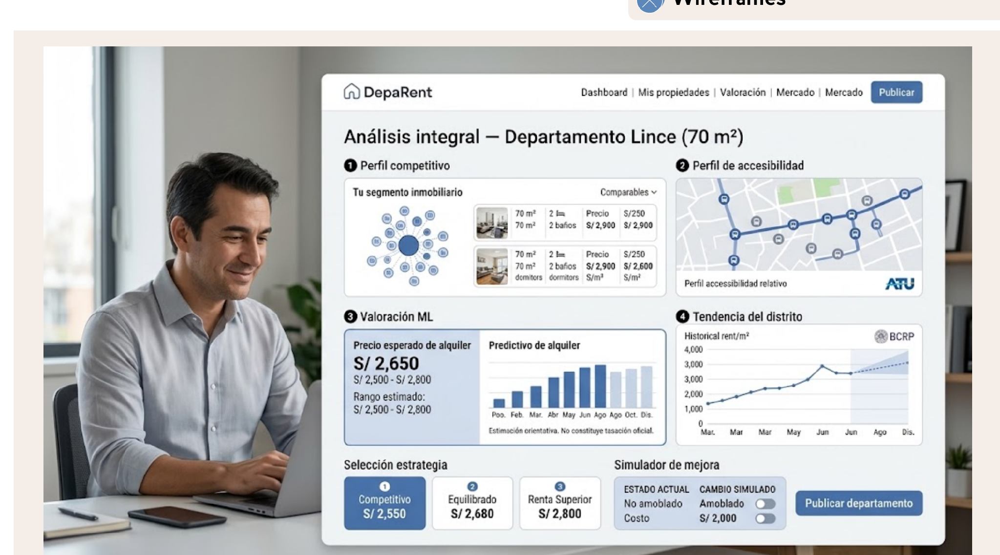 Wireframes
DepaRent
Dashboard | Mis propiedades | Valoración | Mercado | Mercado
Publicar
Análisis integral — Departamento Lince (70 m²)
1 Perfil competitivo
Tu segmento inmobiliario
Comparables
70 m² 2 Precio S/250
70 m² 2 baños S/ 2,900 S/ 2,900
70 m² 2 Precio S/250
70 m² 2 baños S/ 2,900 S/ 2,600
domitors dormitors S/m³ S/m²
2 Perfil de accesibilidad
Perfil accessibilidad relativo
ATU
3 Valoración ML
Precio esperado de alquiler
S/ 2,650
S/ 2,500 - S/ 2,800
Rango estimado:
S/ 2,500 - S/ 2,800
Predictivo de alquiler
Poo. Feb. Mar. Abr May Jun Ago Ago Oct. Dis.
Estimación orientativa. No constituye tasación oficial.
4 Tendencia del distrito
Historical rent/m²
BCRP
4,000
3,000
3,000
2,000
1,000
0
Mar. Mar Mar May Jun Jun Ago Dis.
Selección estrategia
1
Competitivo
S/ 2,550
2
Equilibrado
S/ 2,680
3
Renta Superior
S/ 2,800
Simulador de mejora
ESTADO ACTUAL CAMBIO SIMULADO
No amoblado Amoblado
Costo S/ 2,000
Publicar departamento